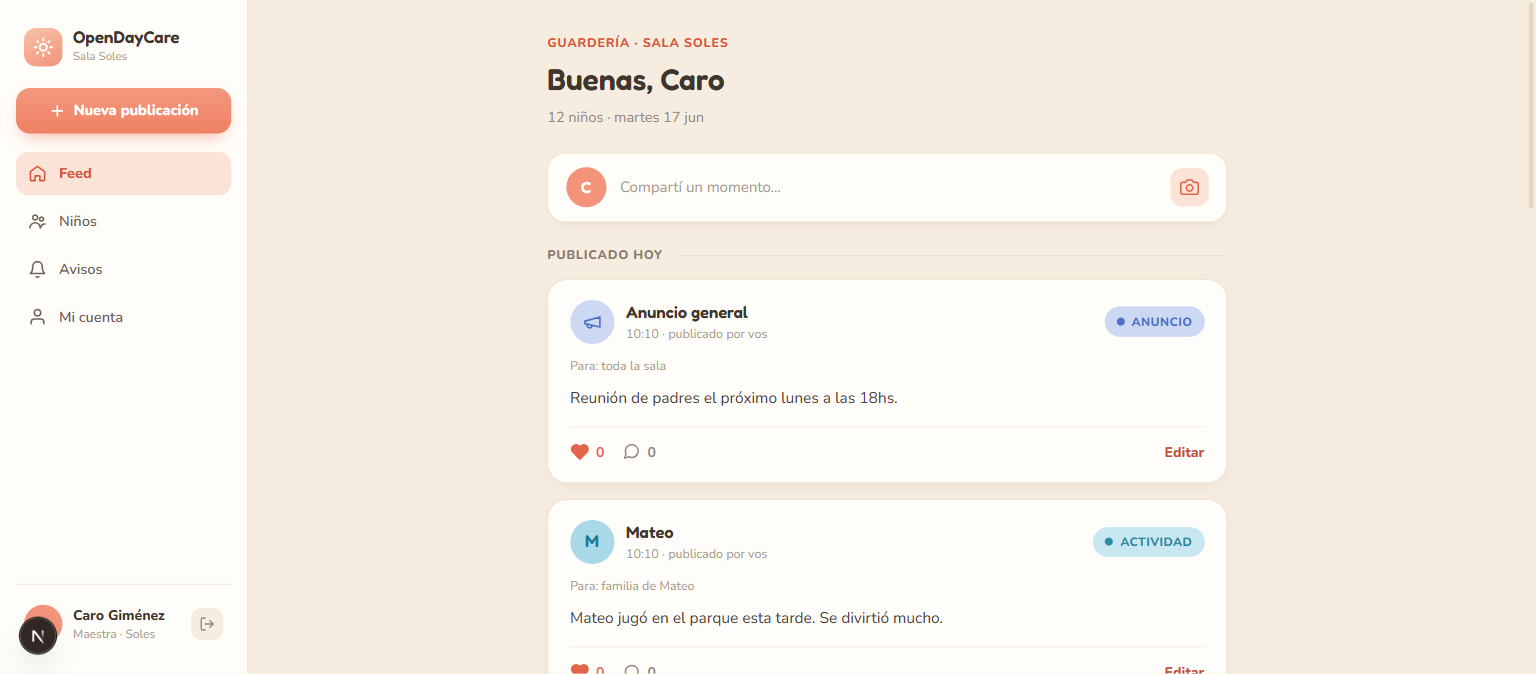 OpenDayCare
Sala Soles
Nueva publicación
Feed
Niños
Avisos
Mi cuenta
Caro Giménez
Maestra · Soles
N
GUARDERÍA · SALA SOLES
Buenas, Caro
12 niños · martes 17 jun
C
Compartí un momento...
PUBLICADO HOY
Anuncio general
10:10 · publicado por vos
ANUNCIO
Para: toda la sala
Reunión de padres el próximo lunes a las 18hs.
0 0 Editar
M
Mateo
10:10 · publicado por vos
ACTIVIDAD
Para: familia de Mateo
Mateo jugó en el parque esta tarde. Se divirtió mucho.
0 0 Editar